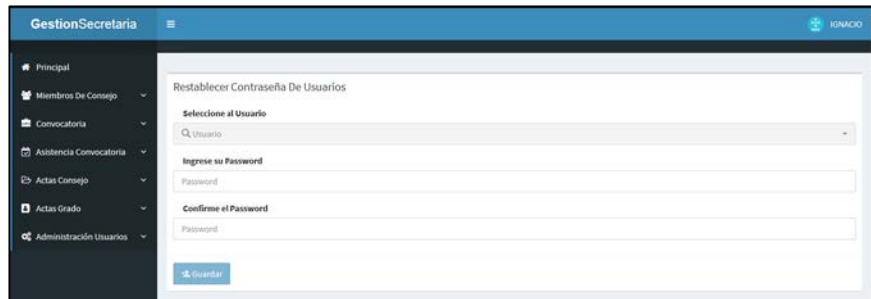 GestionSecretaria
IGNACIO
Principal
Miembros De Consejo
Convocatoria
Asistencia Convocatoria
Actas Consejo
Actas Grado
Administración Usuarios
Restablecer Contraseña De Usuarios
Seleccione al Usuario
Usuario
Ingrese su Password
Password
Confirme el Password
Password
Guardar